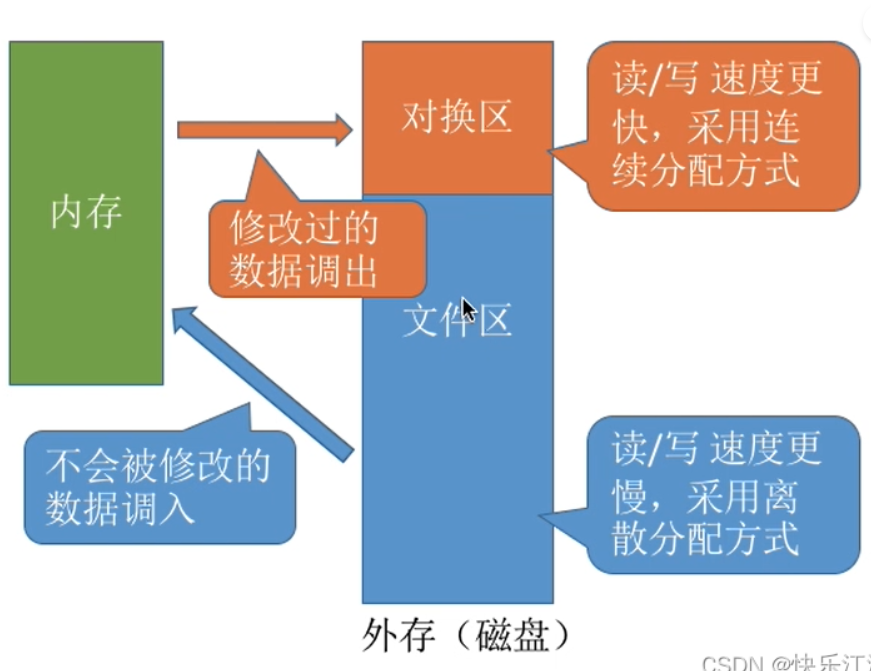 内存
对换区
读/写 速度更
快，采用连
续分配方式
修改过的
数据调出
文件区
不会被修改的
数据调入
读/写 速度更
慢，采用离
散分配方式
外存（磁盘）
CSDN @快乐江